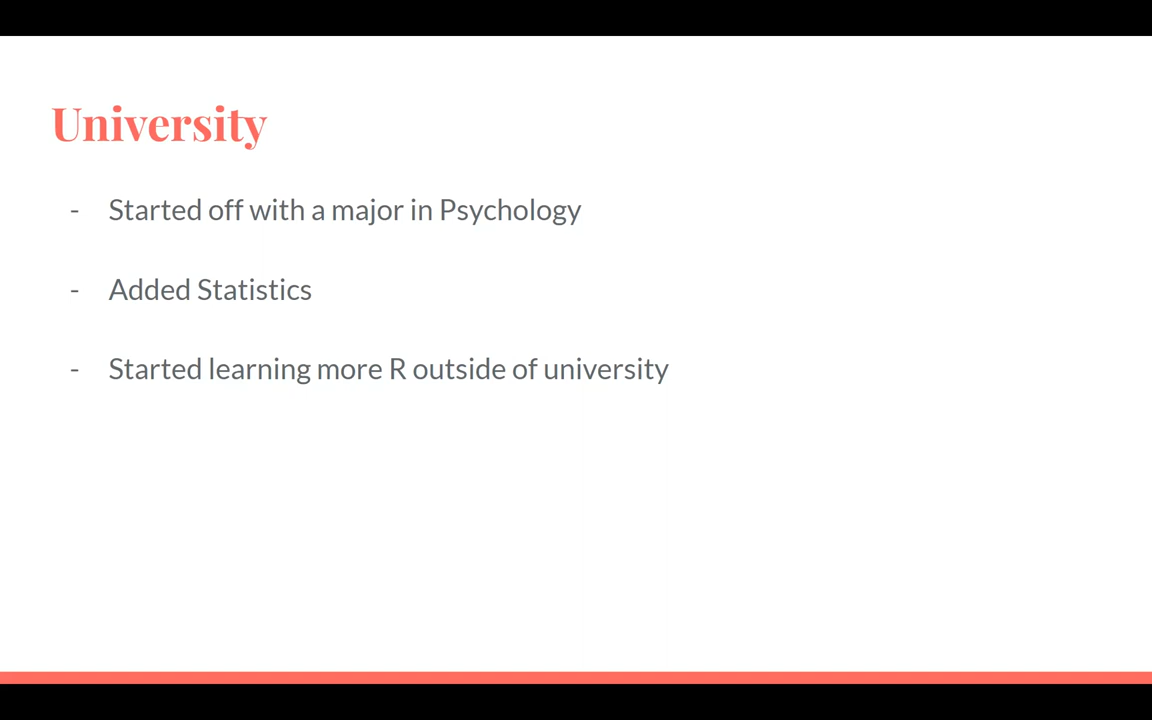 University
- Started off with a major in Psychology
- Added Statistics
- Started learning more R outside of university